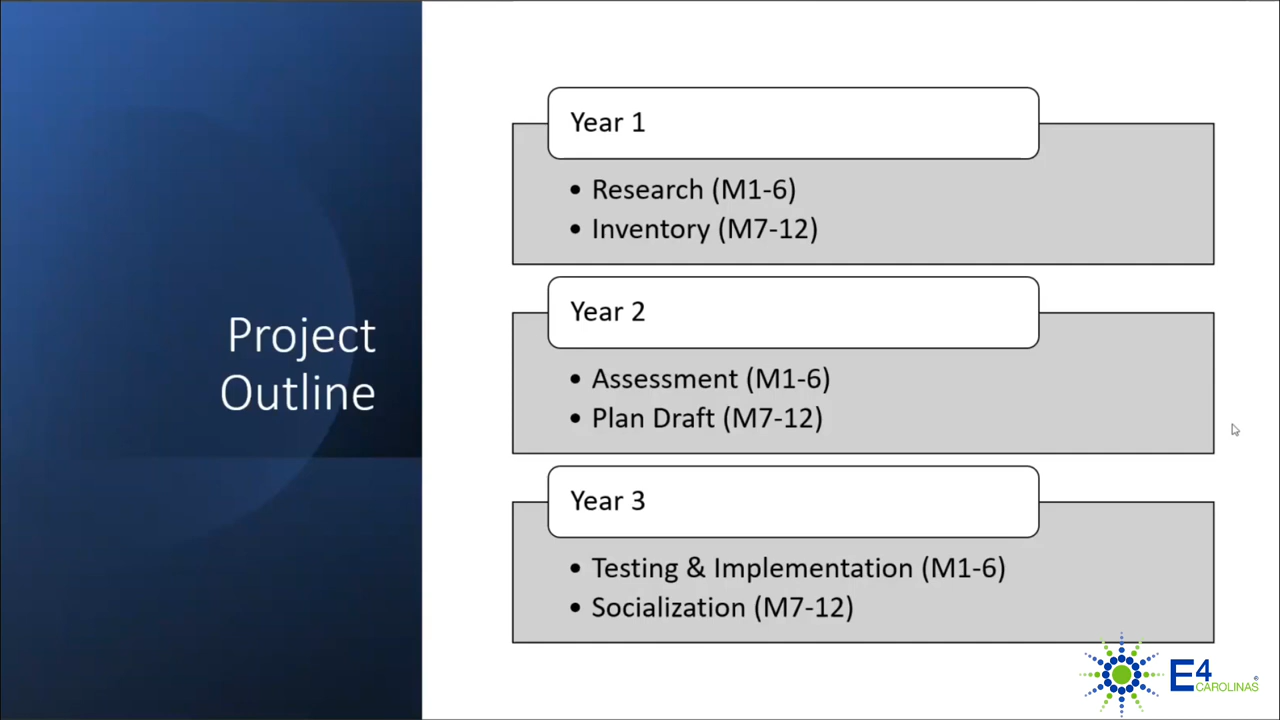 Project
Outline
Year 1
• Research (M1-6)
• Inventory (M7-12)
Year 2
• Assessment (M1-6)
• Plan Draft (M7-12)
Year 3
• Testing & Implementation (M1-6)
• Socialization (M7-12)
E4
CAROLINAS®